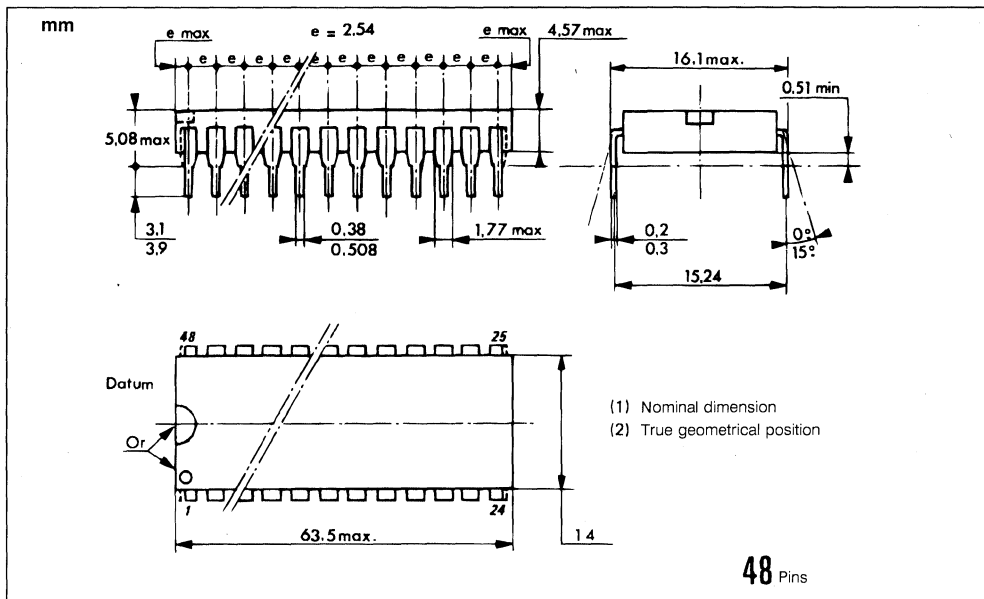 mm
e max
e = 2.54
e max
4,57 max
e e e e e e e e e e e
5,08 max
3,1
3,9
0,38
0,508
1,77 max
16,1 max.
0,51 min
0,2
0,3
0°
15°
15,24
48
25
Datum
Or
1
24
63,5 max.
14
(1) Nominal dimension
(2) True geometrical position
48 Pins